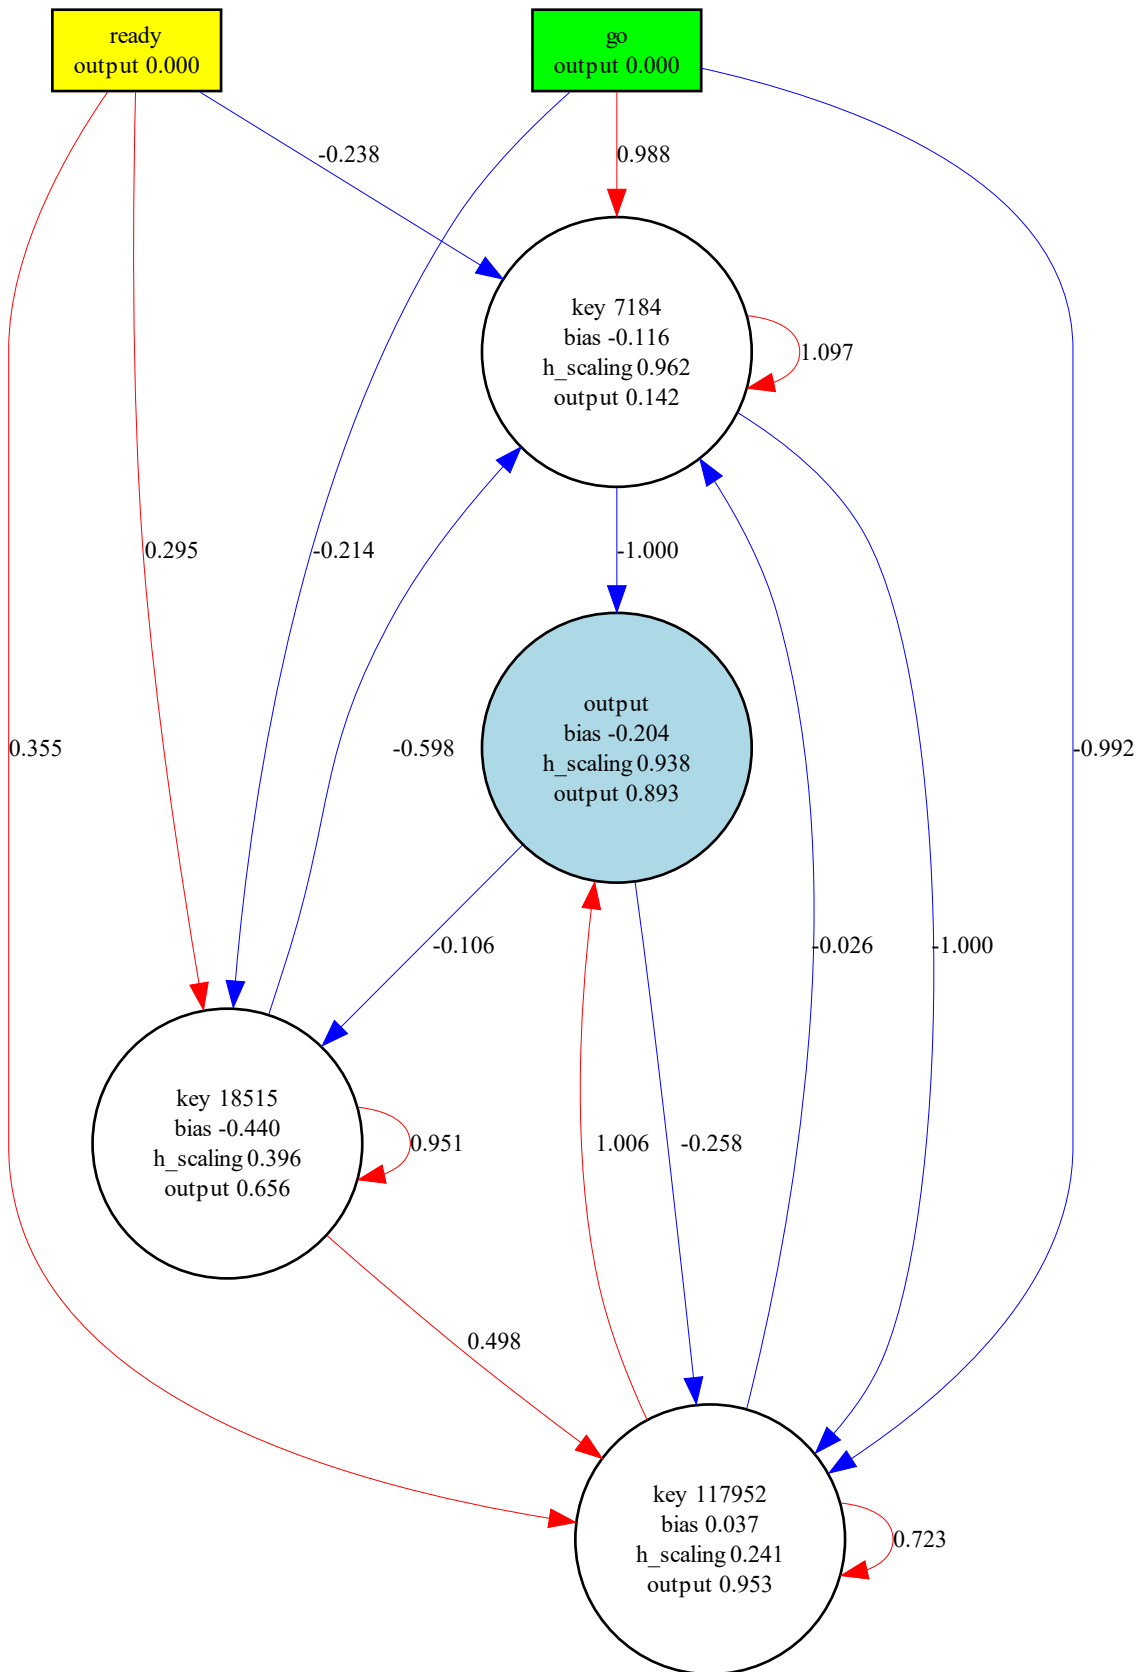 ready
output 0.000
go
output 0.000
-0.238
0.988
key 7184
bias -0.116
h_scaling 0.962
output 0.142
1.097
0.295
-0.214
-1.000
output
bias -0.204
h_scaling 0.938
output 0.893
0.355
-0.598
-0.992
-0.106
-0.026
-1.000
key 18515
bias -0.440
h_scaling 0.396
output 0.656
0.951
1.006
-0.258
0.498
key 117952
bias 0.037
h_scaling 0.241
output 0.953
0.723